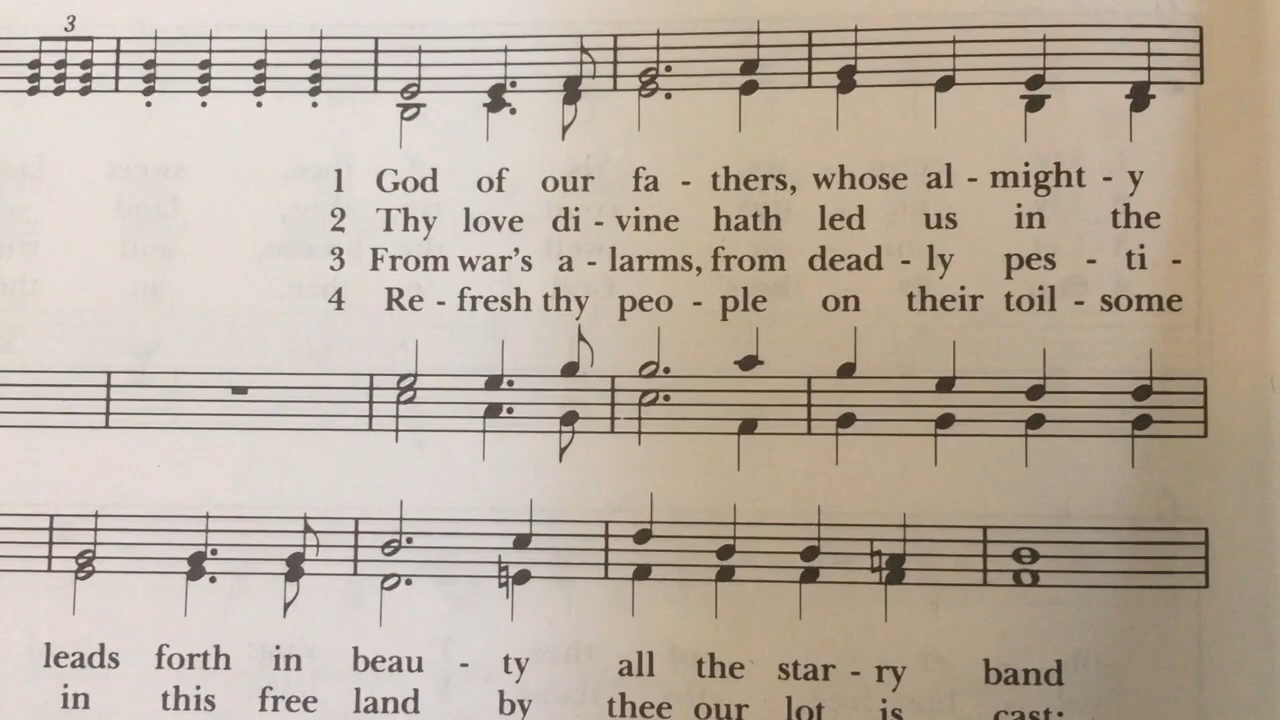 3
1 God of our fa - thers, whose al - might - y
2 Thy love di - vine hath led us in the
3 From war's a - larms, from dead - ly pes - ti -
4 Re - fresh thy peo - ple on their toil - some
leads forth in beau - ty all the star - ry band
in this free land by thee our lot is cast: